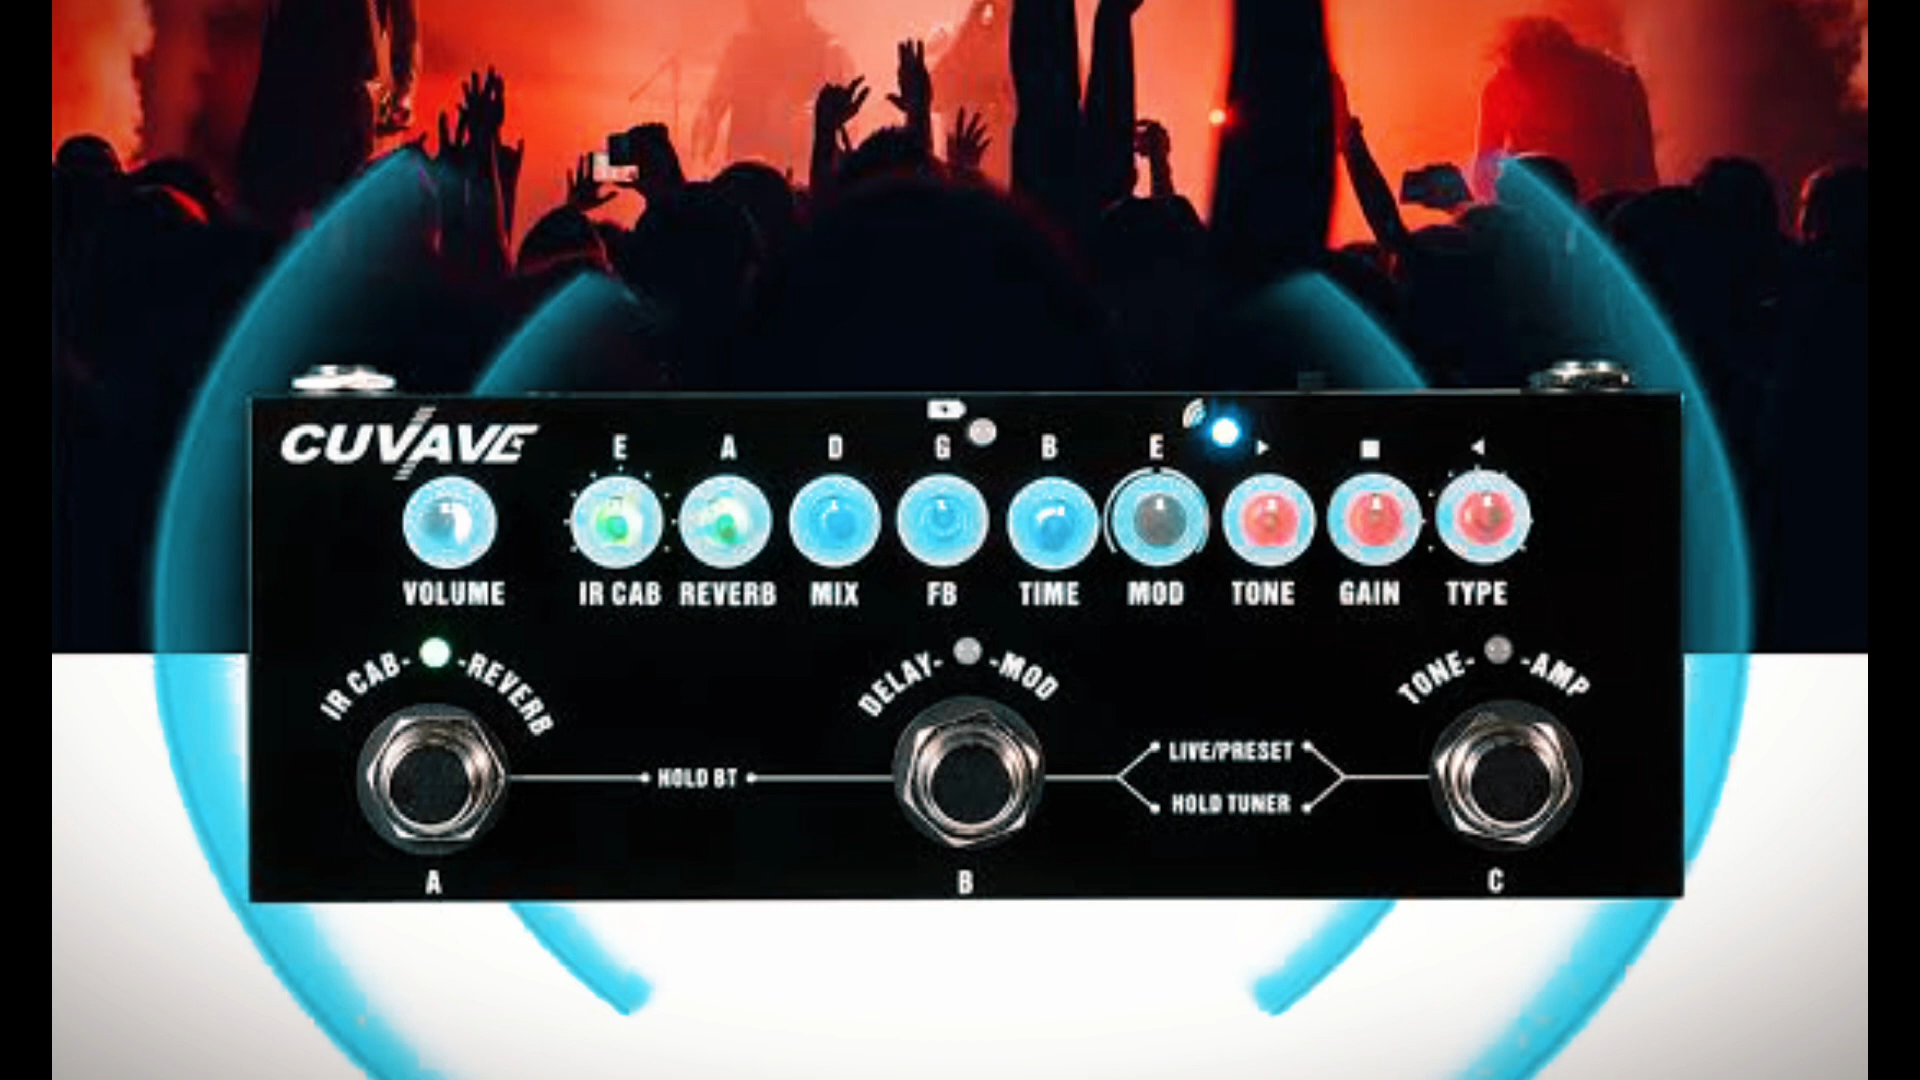 CUVAVE
E A D G B E
VOLUME IR CAB REVERB MIX FB TIME MOD TONE GAIN TYPE
IR CAB- -REVERB DELAY- -MOD TONE- -AMP
LIVE/PRESET
HOLD BT
HOLD TUNER
A B C